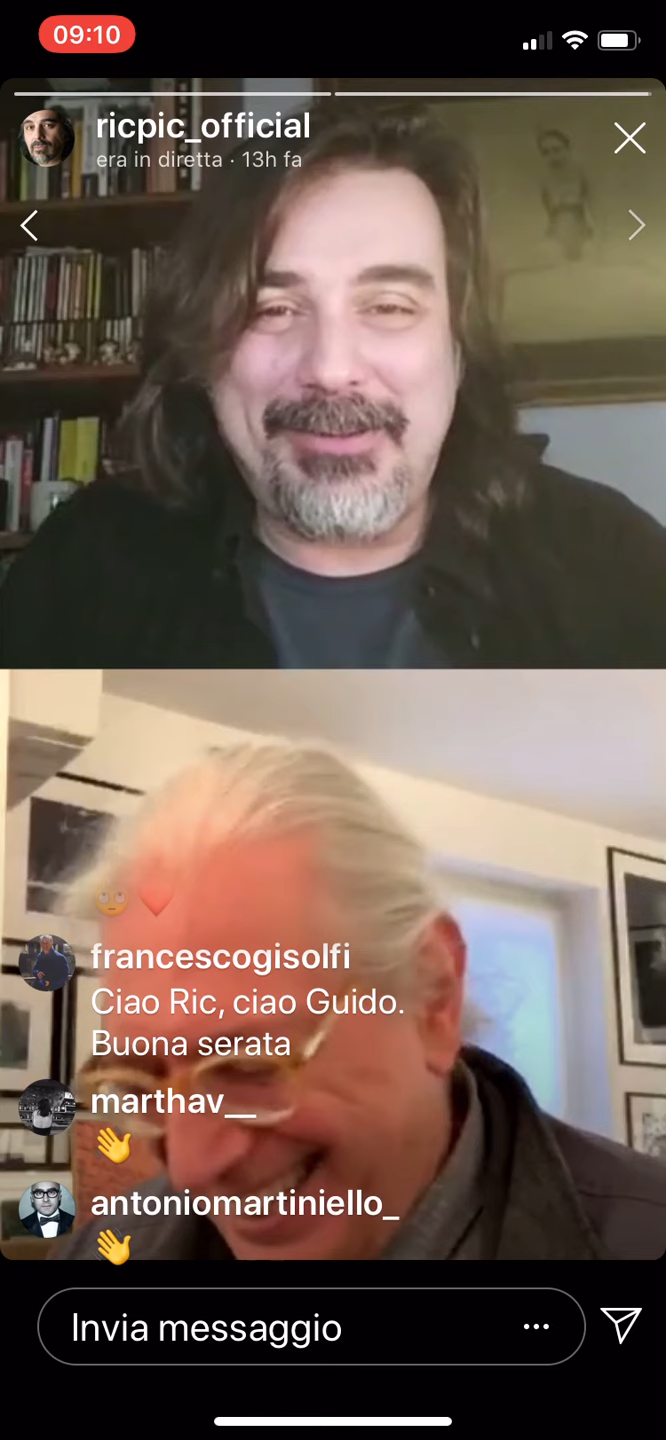 09:10
ricpic_official
era in diretta · 13h fa
francescogisolfi
Ciao Ric, ciao Guido.
Buona serata
marthav__
👋
antoniomartiniello_
👋
Invia messaggio